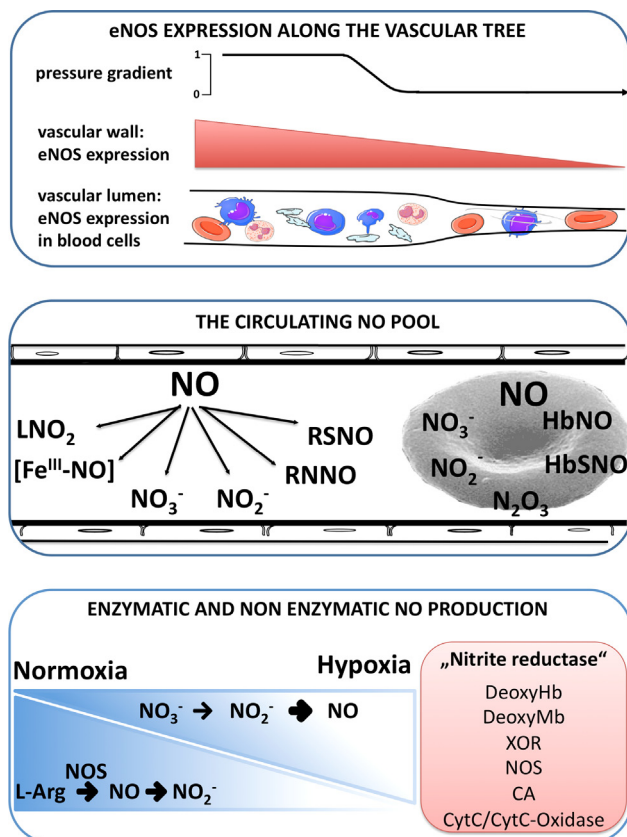 eNOS EXPRESSION ALONG THE VASCULAR TREE
1
pressure gradient
0
vascular wall:
eNOS expression
vascular lumen:
eNOS expression
in blood cells
THE CIRCULATING NO POOL
NO
LNO₂
RSNO
[Feᴵᴵᴵ-NO]
RNNO
NO₃⁻
NO₂⁻
NO
NO₃⁻
HbNO
NO₂⁻
HbSNO
N₂O₃
ENZYMATIC AND NON ENZYMATIC NO PRODUCTION
Normoxia
Hypoxia
NO₃⁻ → NO₂⁻ → NO
NOS
L-Arg → NO → NO₂⁻
„Nitrite reductase“
DeoxyHb
DeoxyMb
XOR
NOS
CA
CytC/CytC-Oxidase